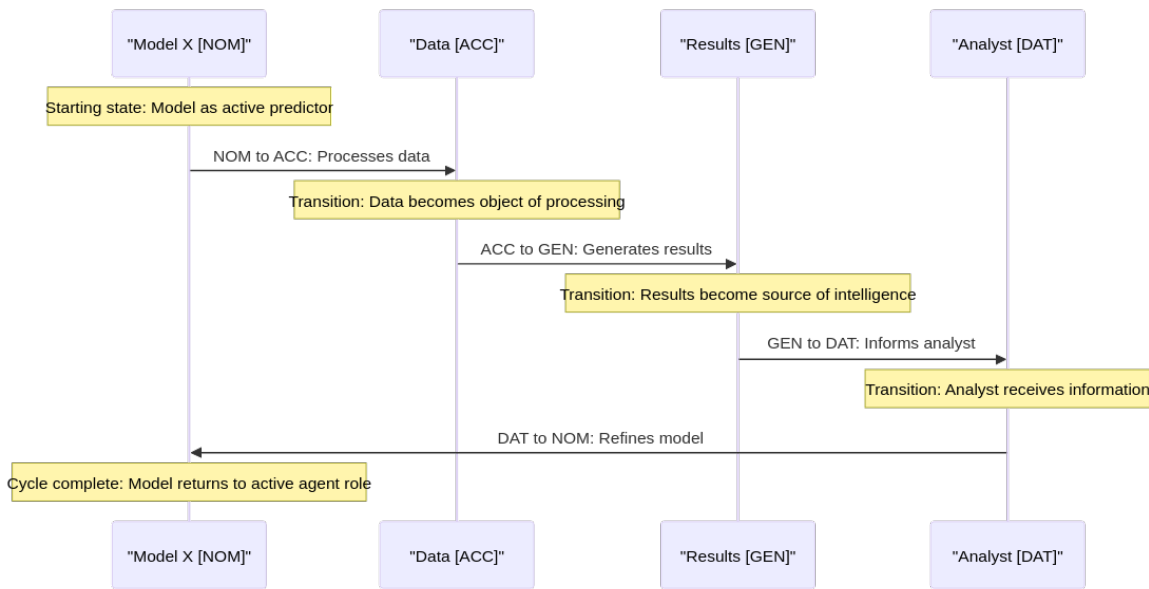 "Model X [NOM]"
"Data [ACC]"
"Results [GEN]"
"Analyst [DAT]"
Starting state: Model as active predictor
NOM to ACC: Processes data
Transition: Data becomes object of processing
ACC to GEN: Generates results
Transition: Results become source of intelligence
GEN to DAT: Informs analyst
Transition: Analyst receives information
DAT to NOM: Refines model
Cycle complete: Model returns to active agent role
"Model X [NOM]"
"Data [ACC]"
"Results [GEN]"
"Analyst [DAT]"